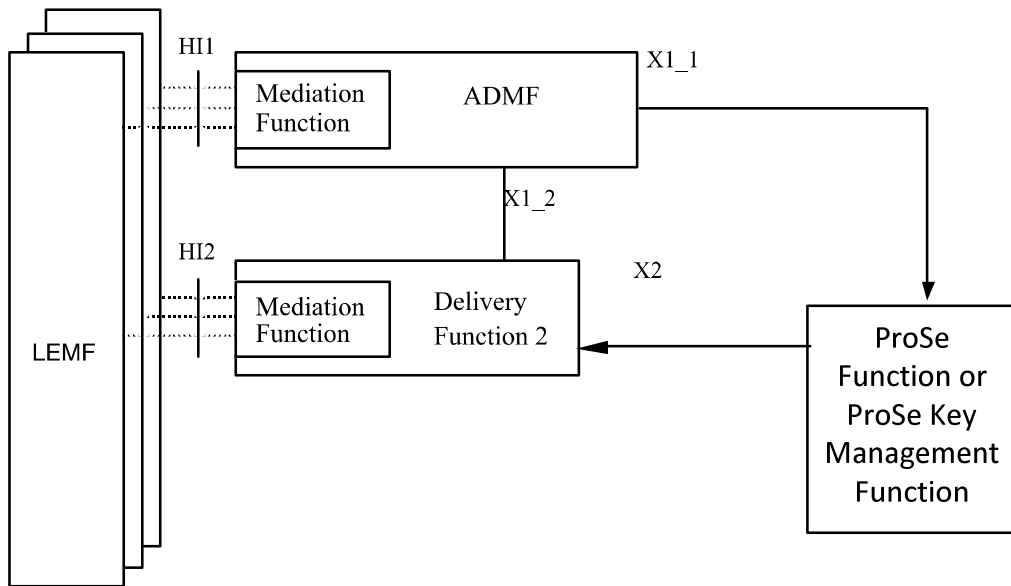 HI1
Mediation
Function
ADMF
X1_1
X1_2
HI2
Mediation
Function
Delivery
Function 2
X2
LEMF
ProSe
Function or
ProSe Key
Management
Function